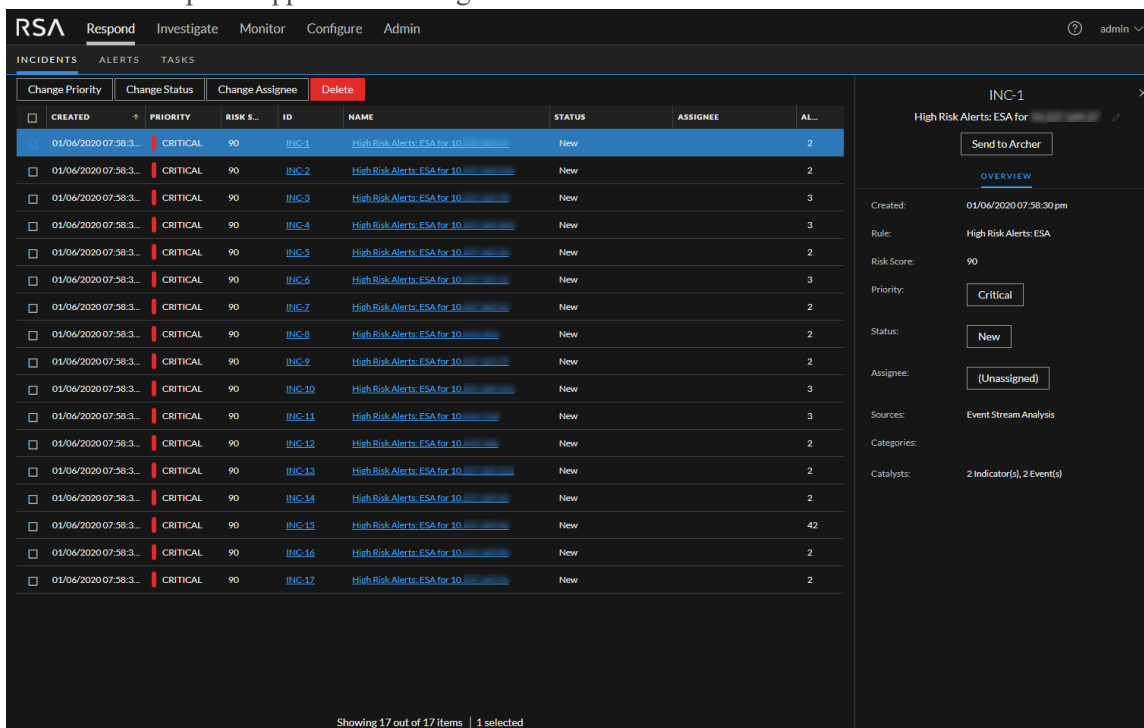 RSA Respond Investigate Monitor Configure Admin admin
INCIDENTS ALERTS TASKS
Change Priority Change Status Change Assignee Delete
CREATED PRIORITY RISK S... ID NAME STATUS ASSIGNEE AL...
01/06/2020 07:58:3... CRITICAL 90 INC-1 High Risk Alerts: ESA for 10. New 2
01/06/2020 07:58:3... CRITICAL 90 INC-2 High Risk Alerts: ESA for 10. New 2
01/06/2020 07:58:3... CRITICAL 90 INC-3 High Risk Alerts: ESA for 10. New 3
01/06/2020 07:58:3... CRITICAL 90 INC-4 High Risk Alerts: ESA for 10. New 3
01/06/2020 07:58:3... CRITICAL 90 INC-5 High Risk Alerts: ESA for 10. New 2
01/06/2020 07:58:3... CRITICAL 90 INC-6 High Risk Alerts: ESA for 10. New 3
01/06/2020 07:58:3... CRITICAL 90 INC-7 High Risk Alerts: ESA for 10. New 2
01/06/2020 07:58:3... CRITICAL 90 INC-8 High Risk Alerts: ESA for 10. New 2
01/06/2020 07:58:3... CRITICAL 90 INC-9 High Risk Alerts: ESA for 10. New 2
01/06/2020 07:58:3... CRITICAL 90 INC-10 High Risk Alerts: ESA for 10. New 3
01/06/2020 07:58:3... CRITICAL 90 INC-11 High Risk Alerts: ESA for 10 New 3
01/06/2020 07:58:3... CRITICAL 90 INC-12 High Risk Alerts: ESA for 10. New 2
01/06/2020 07:58:3... CRITICAL 90 INC-13 High Risk Alerts: ESA for 10. New 2
01/06/2020 07:58:3... CRITICAL 90 INC-14 High Risk Alerts: ESA for 10. New 2
01/06/2020 07:58:3... CRITICAL 90 INC-15 High Risk Alerts: ESA for 10. New 42
01/06/2020 07:58:3... CRITICAL 90 INC-16 High Risk Alerts: ESA for 10. New 2
01/06/2020 07:58:3... CRITICAL 90 INC-17 High Risk Alerts: ESA for 10. New 2
Showing 17 out of 17 items | 1 selected
INC-1
High Risk Alerts: ESA for
Send to Archer
OVERVIEW
Created: 01/06/2020 07:58:30 pm
Rule: High Risk Alerts: ESA
Risk Score: 90
Priority: Critical
Status: New
Assignee: (Unassigned)
Sources: Event Stream Analysis
Categories:
Catalysts: 2 Indicator(s), 2 Event(s)